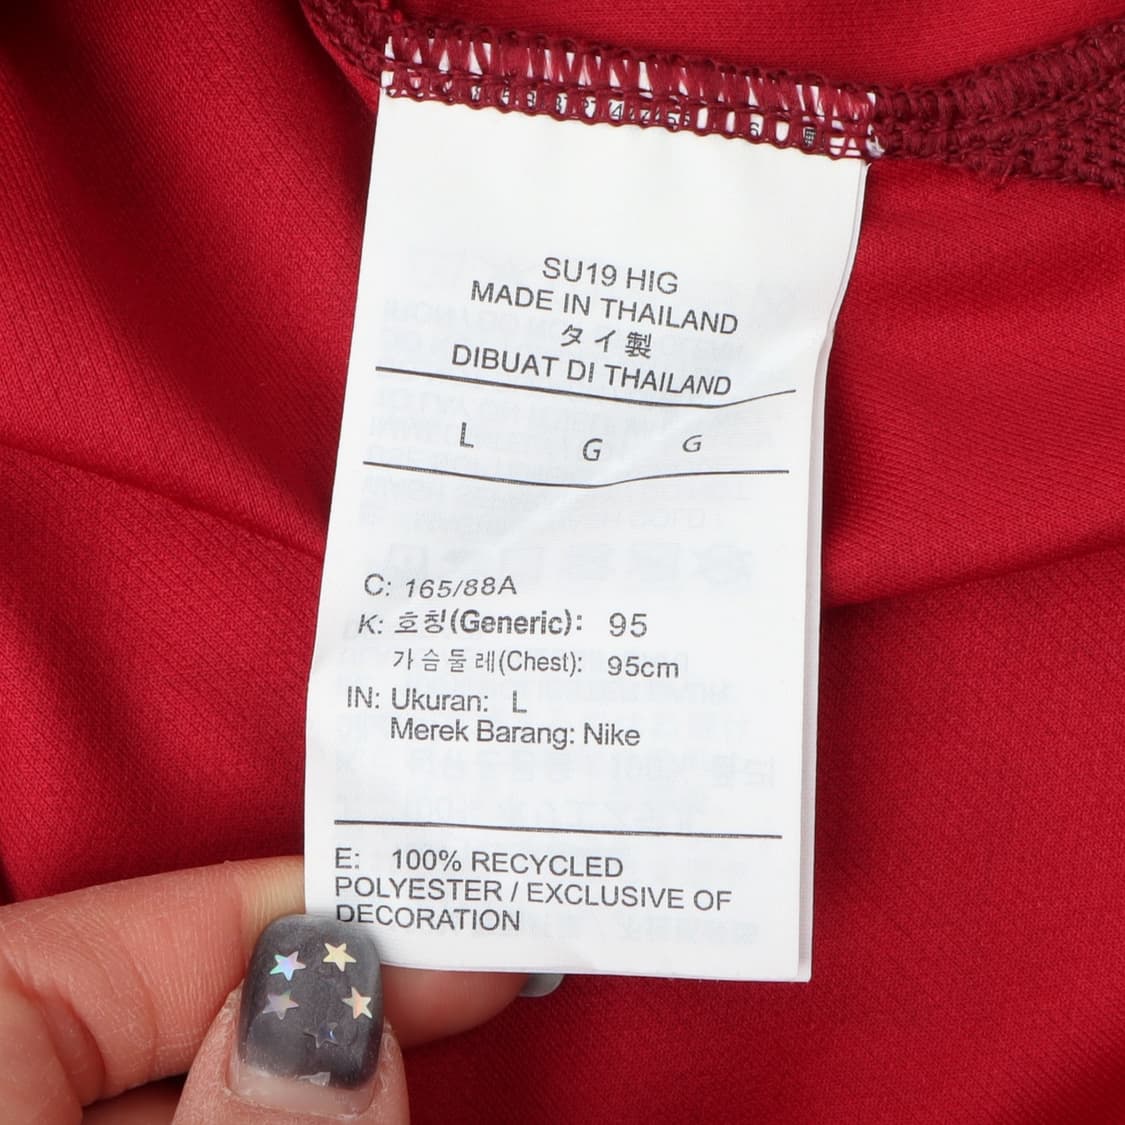 SU19 HIG
MADE IN THAILAND
タイ製
DIBUAT DI THAILAND
L G G
C: 165/88A
K: 호칭(Generic): 95
가슴둘레(Chest): 95cm
IN: Ukuran: L
Merek Barang: Nike
E: 100% RECYCLED
POLYESTER / EXCLUSIVE OF
DECORATION